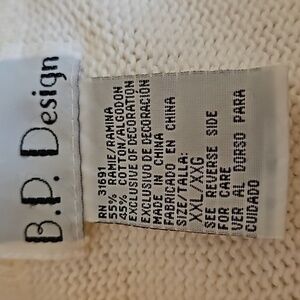 B.P. Design
RN 31691
55% RAMIE/RAMINA
45% COTTON/ALGODON
EXCLUSIVE OF DECORATION
EXCLUSIVO DE DECORACIÓN
MADE IN CHINA
FABRICADO EN CHINA
SIZE/TALLA:
XXL/XXG
SEE REVERSE SIDE
FOR CARE
VER AL DORSO PARA
CUIDADO